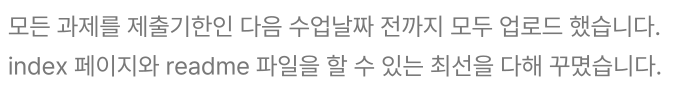 모든 과제를 제출기한인 다음 수업날짜 전까지 모두 업로드 했습니다.
index 페이지와 readme 파일을 할 수 있는 최선을 다해 꾸몄습니다.